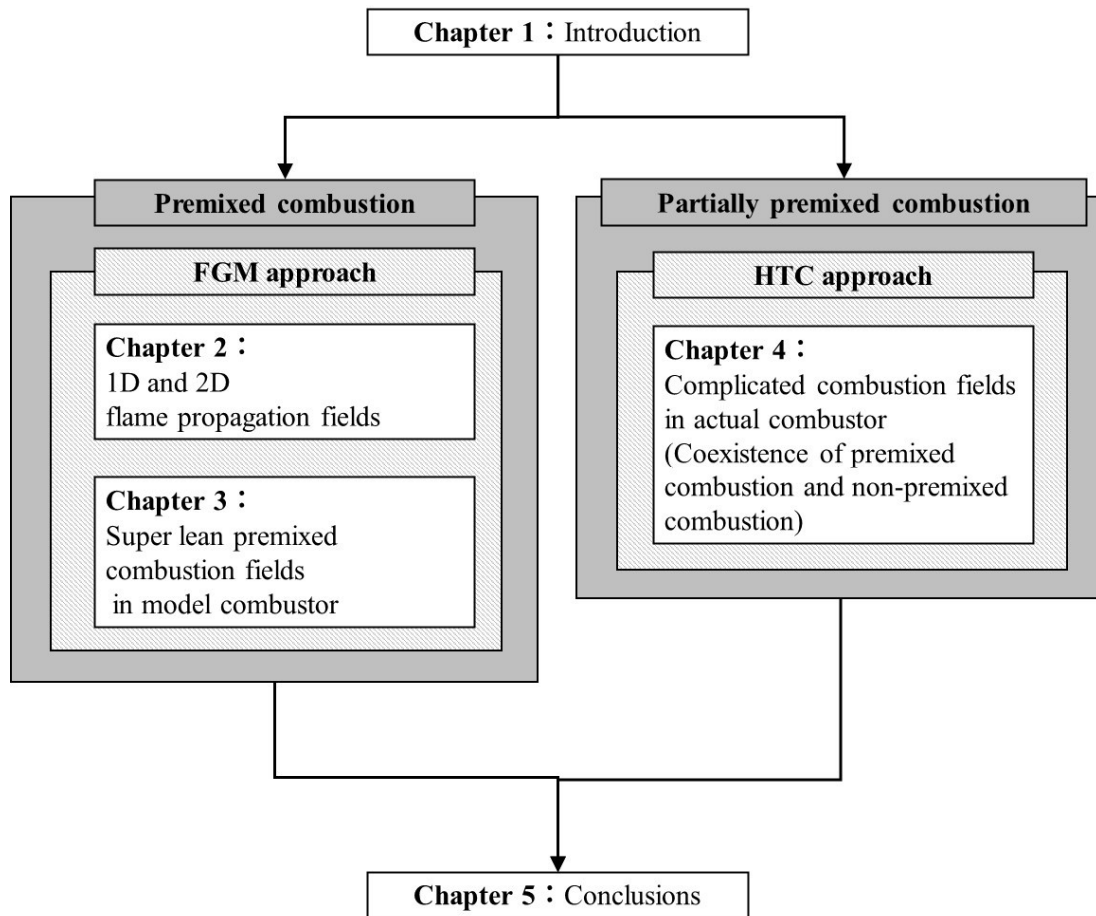 Chapter 1：Introduction
Premixed combustion
FGM approach
Chapter 2：
1D and 2D
flame propagation fields
Chapter 3：
Super lean premixed
combustion fields
in model combustor
Partially premixed combustion
HTC approach
Chapter 4：
Complicated combustion fields
in actual combustor
(Coexistence of premixed
combustion and non-premixed
combustion)
Chapter 5：Conclusions